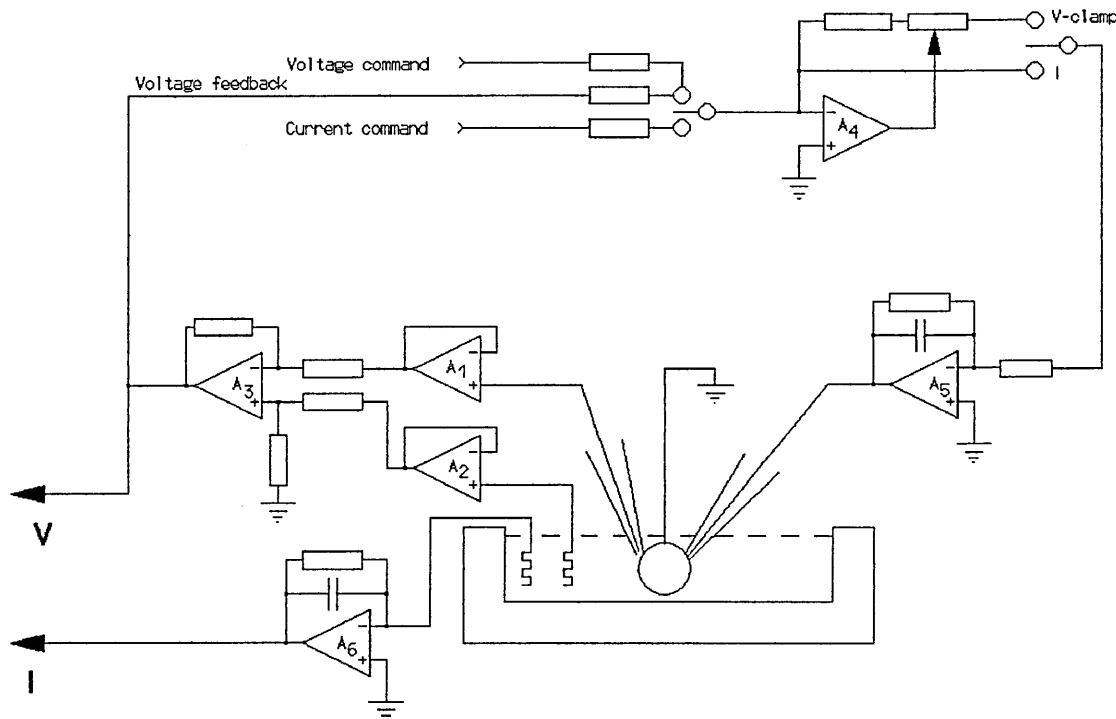 V-clamp
Voltage command
I
Voltage feedback
Current command
- A4 +
- A3 +
- A1 +
- A2 +
- A5 +
V
- A6 +
I